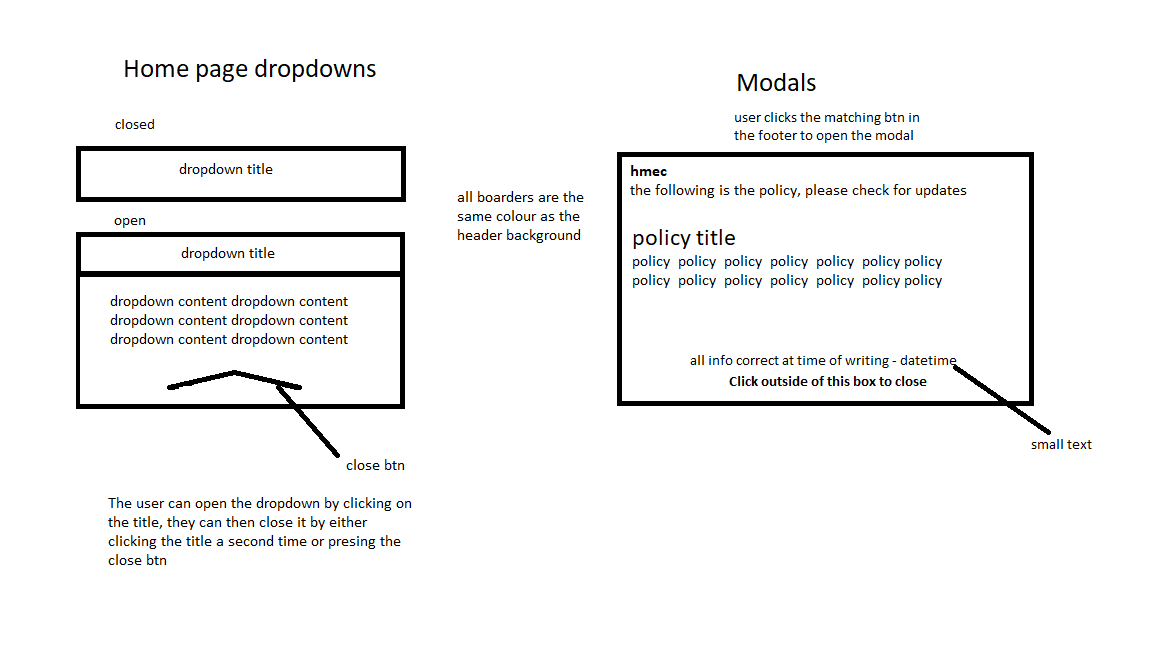 Home page dropdowns
closed
dropdown title
open
dropdown title
dropdown content dropdown content
dropdown content dropdown content
dropdown content dropdown content
close btn
The user can open the dropdown by clicking on
the title, they can then close it by either
clicking the title a second time or presing the
close btn
all boarders are the
same colour as the
header background
Modals
user clicks the matching btn in
the footer to open the modal
hmec
the following is the policy, please check for updates
policy title
policy policy policy policy policy policy policy
policy policy policy policy policy policy policy
all info correct at time of writing - datetime
Click outside of this box to close
small text